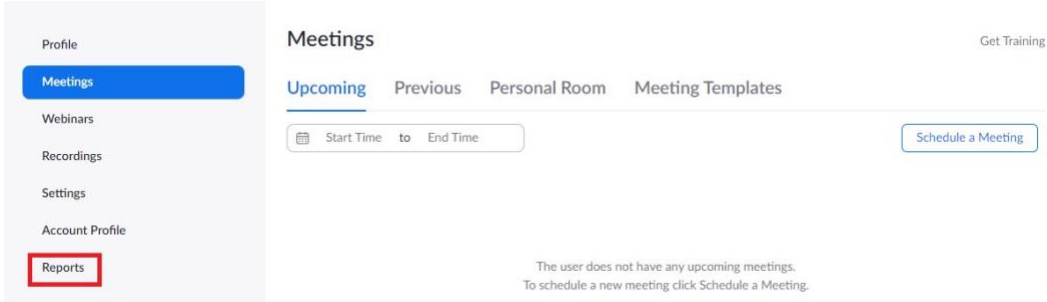 Profile
Meetings
Webinars
Recordings
Settings
Account Profile
Reports
Meetings
Get Training
Upcoming Previous Personal Room Meeting Templates
Start Time to End Time
Schedule a Meeting
The user does not have any upcoming meetings.
To schedule a new meeting click Schedule a Meeting.